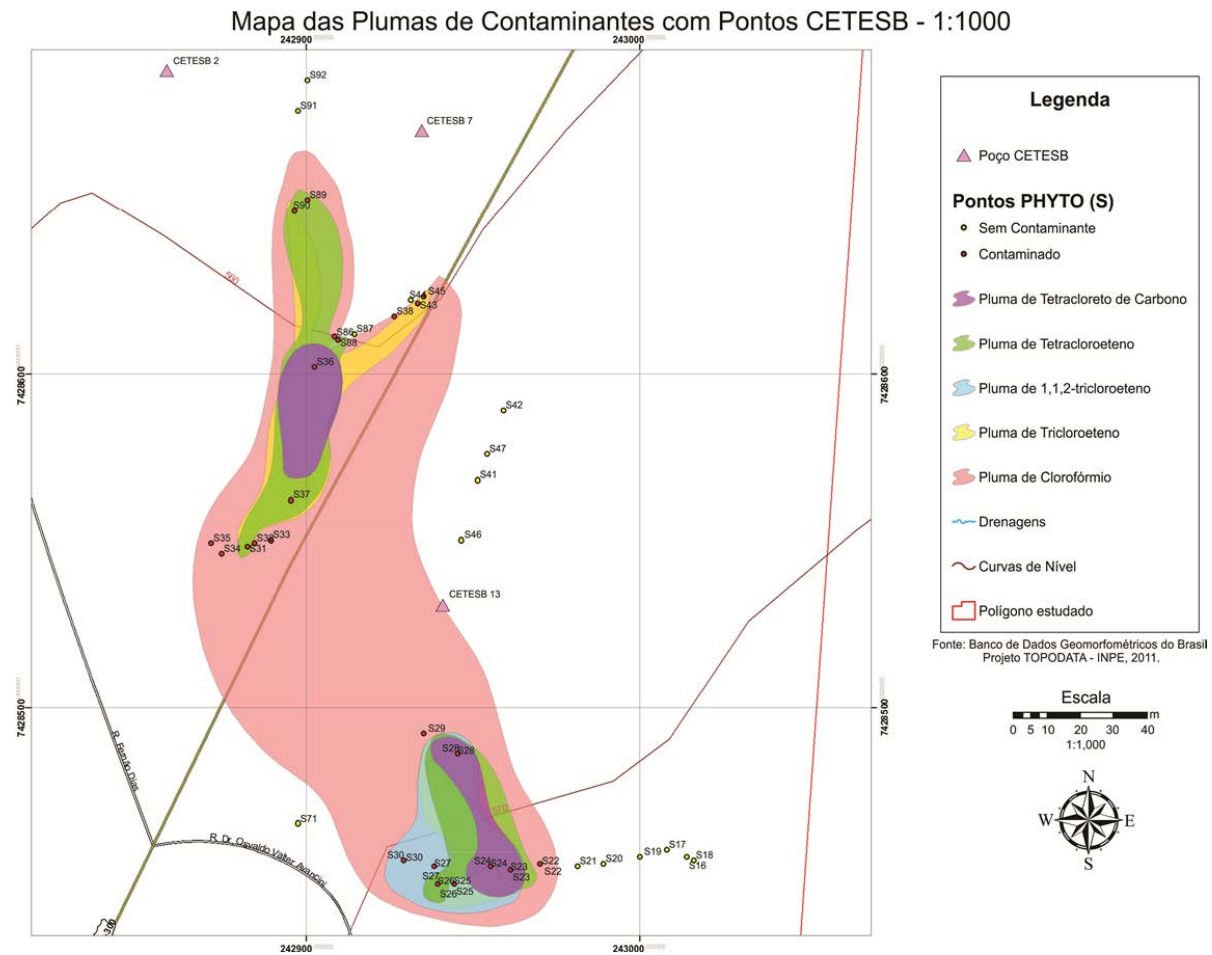 Mapa das Plumas de Contaminantes com Pontos CETESB - 1:1000
242900 243000
CETESB 2
S92
S91
CETESB 7
S89
S90
560
S44 S45
S43
S38
S86 S87
S88
7428600 7428600
S36
S42
S47
S41
S37
S46
S35 S33
S34 S31
CETESB 13
7428500 7428500
S29
S28 S28
R. Fernão Dias
570
S71
R. Dr. Osvaldo Valter Avancini
S30 S30
S27
S27
S26 S25
S26 S25
S24 S24
S23
S23
S22
S22
S21
S20
S19
S17
S18
S16
242900 243000
Legenda
Poço CETESB
Pontos PHYTO (S)
Sem Contaminante
Contaminado
Pluma de Tetracloreto de Carbono
Pluma de Tetracloroeteno
Pluma de 1,1,2-tricloroeteno
Pluma de Tricloroeteno
Pluma de Clorofórmio
Drenagens
Curvas de Nível
Polígono estudado
Fonte: Banco de Dados Geomorfométricos do Brasil
Projeto TOPODATA - INPE, 2011.
Escala
0 5 10 20 30 40 m
1:1,000
N
W E
S